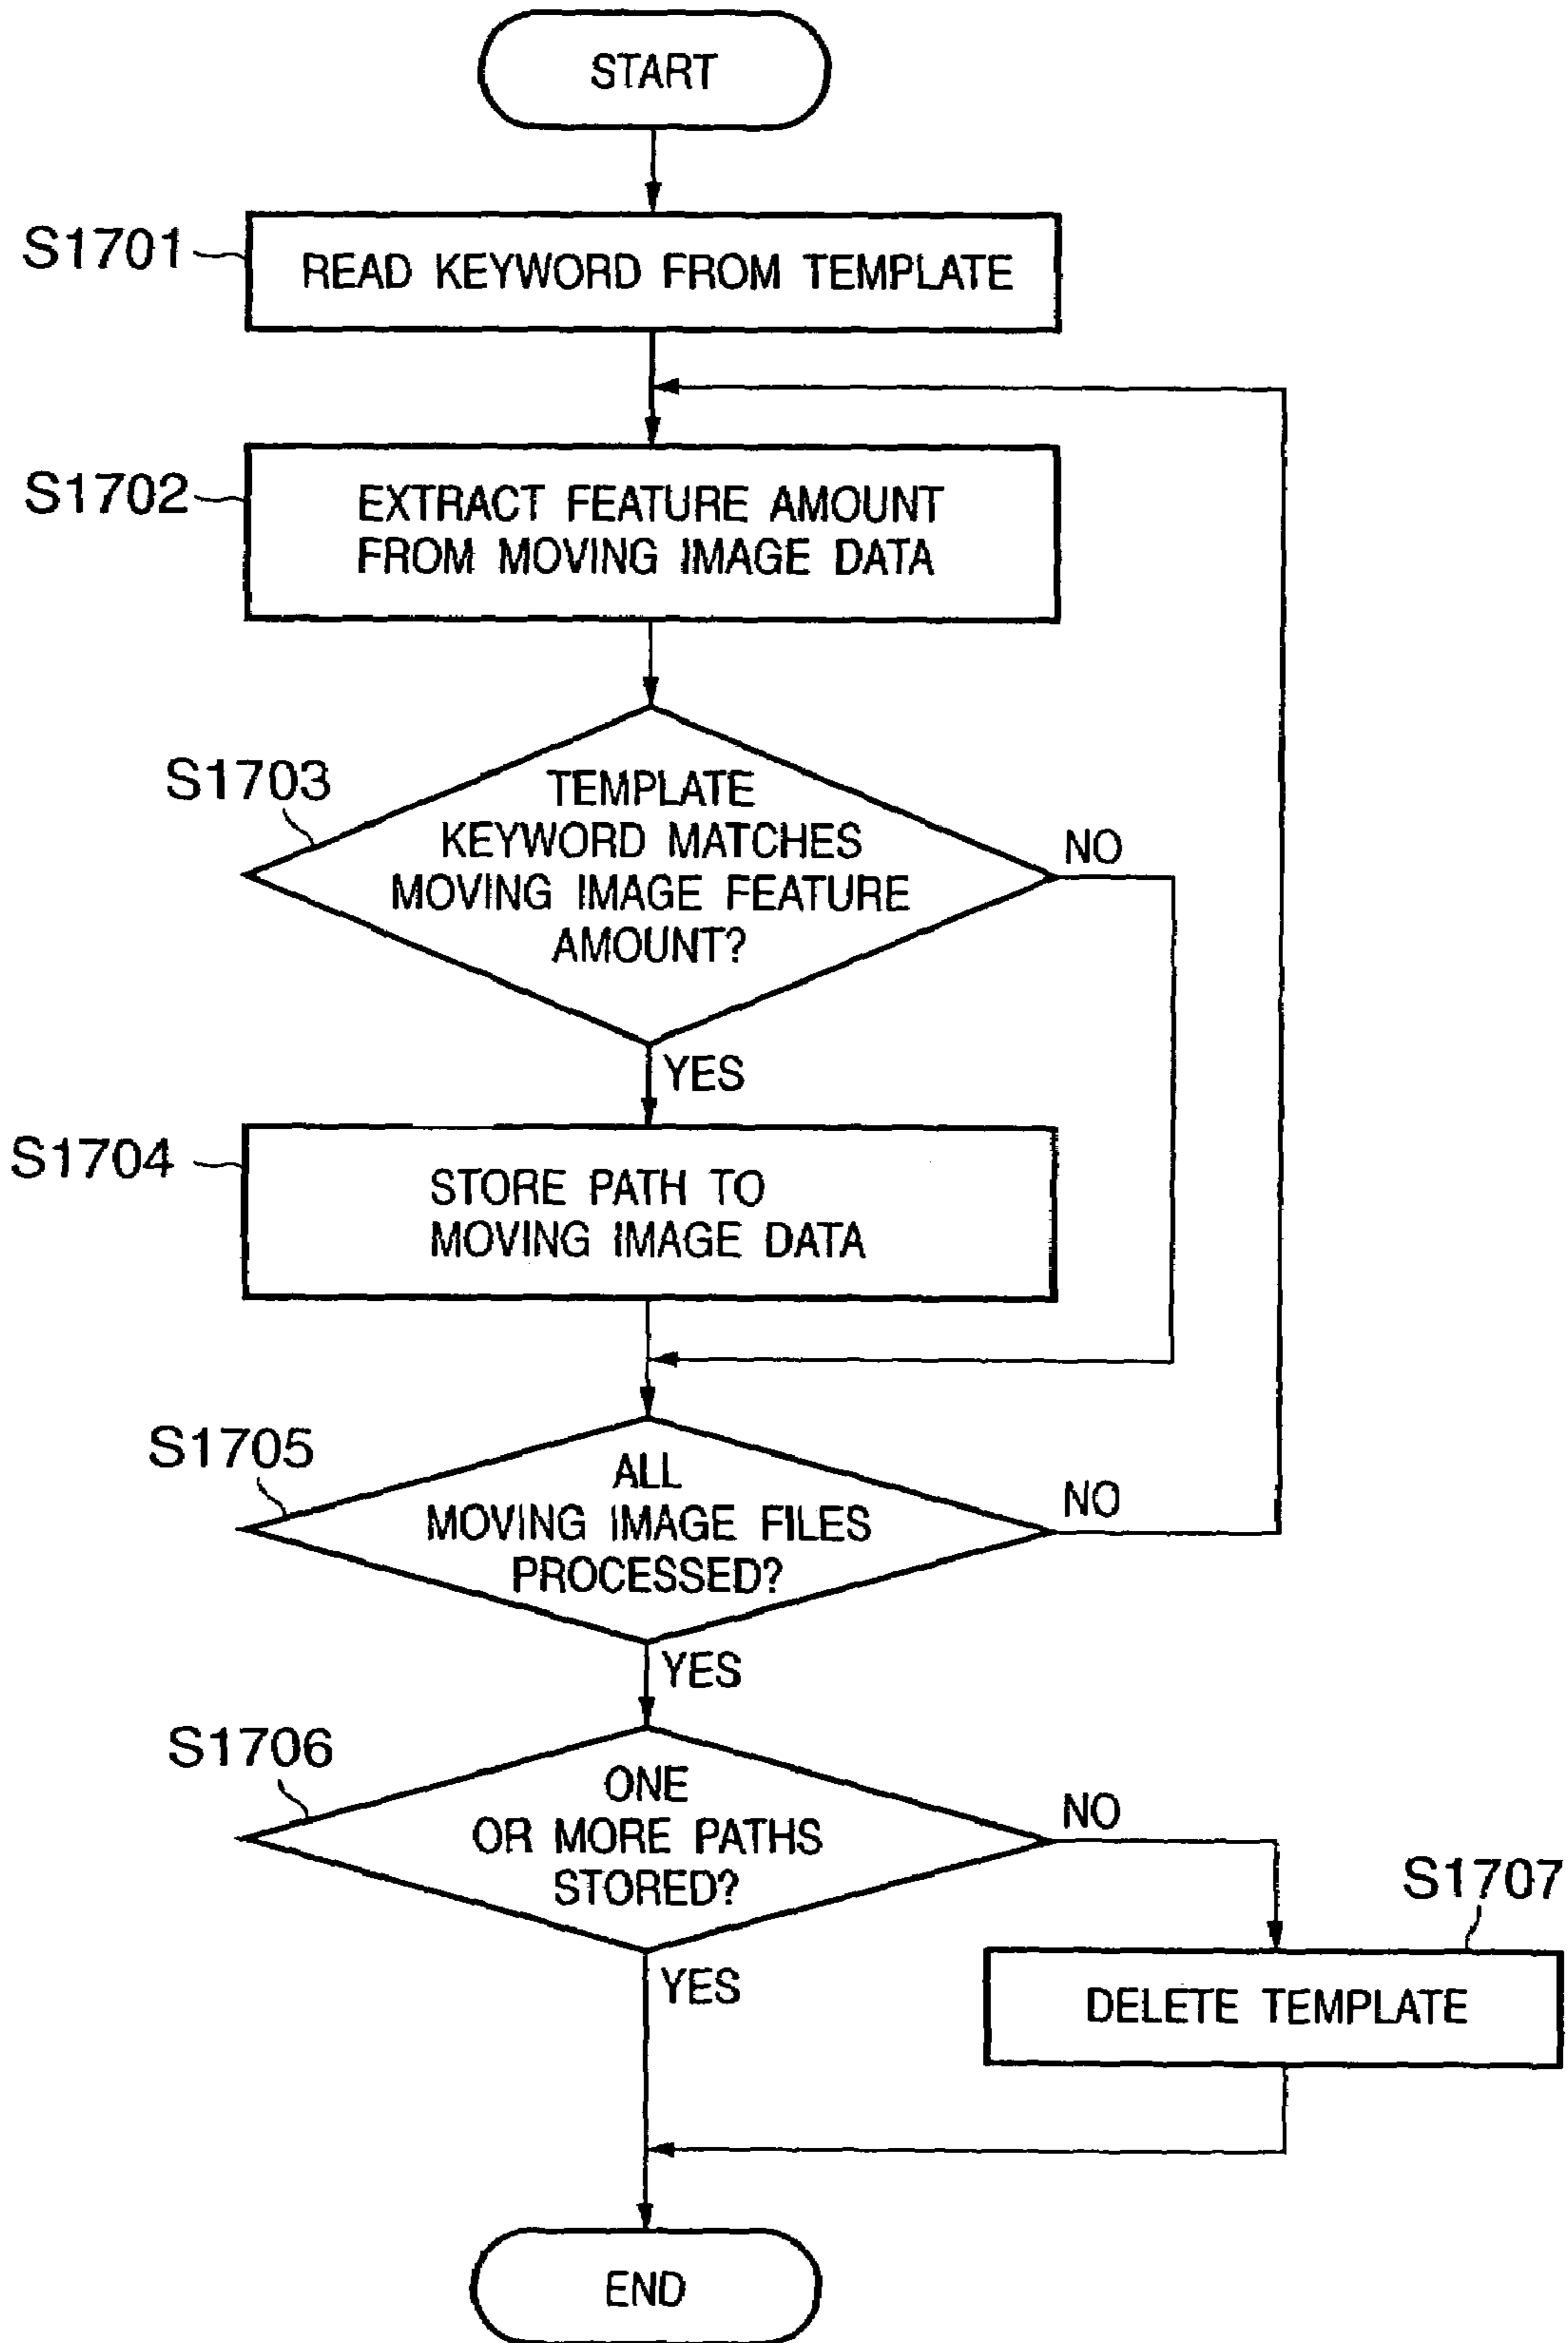 START
S1701
READ KEYWORD FROM TEMPLATE
S1702
EXTRACT FEATURE AMOUNT
FROM MOVING IMAGE DATA
S1703
TEMPLATE
KEYWORD MATCHES
MOVING IMAGE FEATURE
AMOUNT?
NO
YES
S1704
STORE PATH TO
MOVING IMAGE DATA
S1705
ALL
MOVING IMAGE FILES
PROCESSED?
NO
YES
S1706
ONE
OR MORE PATHS
STORED?
NO
YES
S1707
DELETE TEMPLATE
END